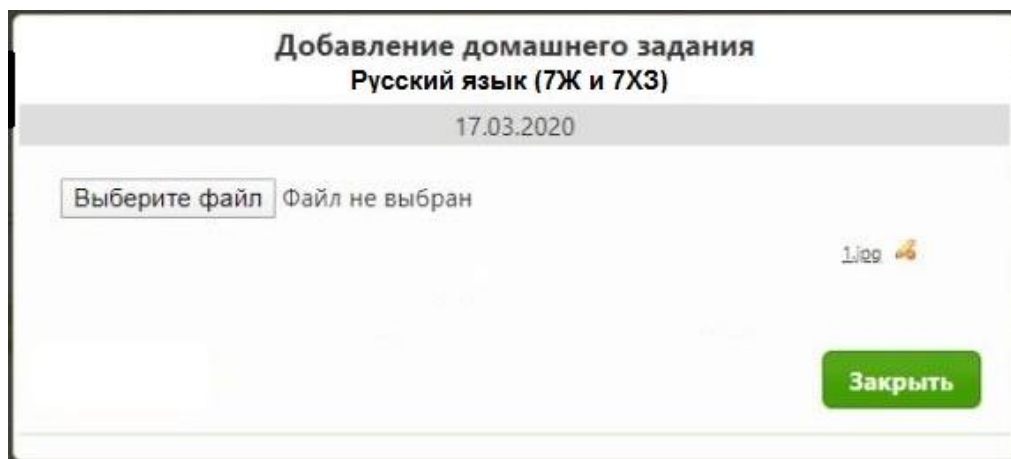 Добавление домашнего задания
Русский язык (7Ж и 7ХЗ)
17.03.2020
Выберите файл Файл не выбран
1.jpg
Закрыть